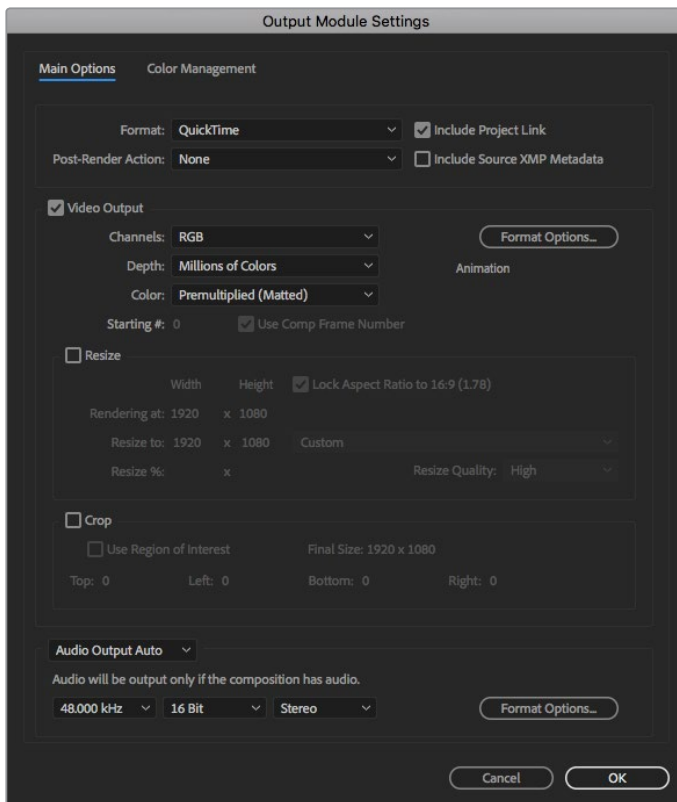 Output Module Settings
Main Options Color Management
Format: QuickTime Include Project Link
Post-Render Action: None Include Source XMP Metadata
Video Output
Channels: RGB Format Options...
Depth: Millions of Colors Animation
Color: Premultiplied (Matted)
Starting #: 0 Use Comp Frame Number
Resize
Width Height Lock Aspect Ratio to 16:9 (1.78)
Rendering at: 1920 x 1080
Resize to: 1920 x 1080 Custom
Resize %: x Resize Quality: High
Crop
Use Region of Interest Final Size: 1920 x 1080
Top: 0 Left: 0 Bottom: 0 Right: 0
Audio Output Auto
Audio will be output only if the composition has audio.
48.000 kHz 16 Bit Stereo Format Options...
Cancel OK